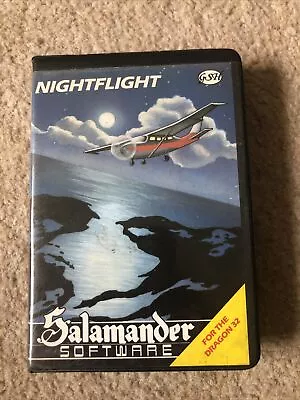 NIGHTFLIGHT
GSH
Salamander
SOFTWARE
FOR THE
DRAGON 32